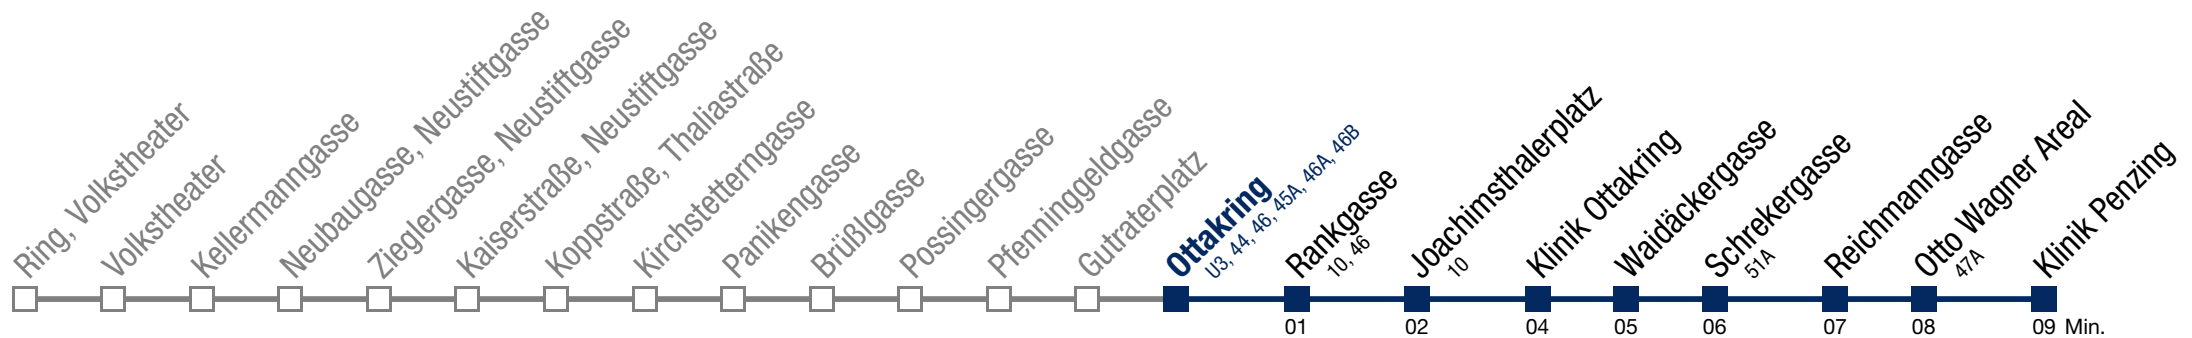 Ring, Volkstheater
Volkstheater
Kellermanngasse
Neubaugasse, Neustiftgasse
Zieglergasse, Neustiftgasse
Kaiserstraße, Neustiftgasse
Koppstraße, Thaliastraße
Kirchstetterngasse
Panikengasse
Brüßlgasse
Possingergasse
Pfenninggeldgasse
Gutraterplatz
Ottakring
U3, 44, 46, 45A, 46A, 46B
Rankgasse
10, 46
Joachimsthalerplatz
10
Klinik Ottakring
Waidäckergasse
Schrekergasse
51A
Reichmanngasse
Otto Wagner Areal
47A
Klinik Penzing
01 02 04 05 06 07 08 09 Min.